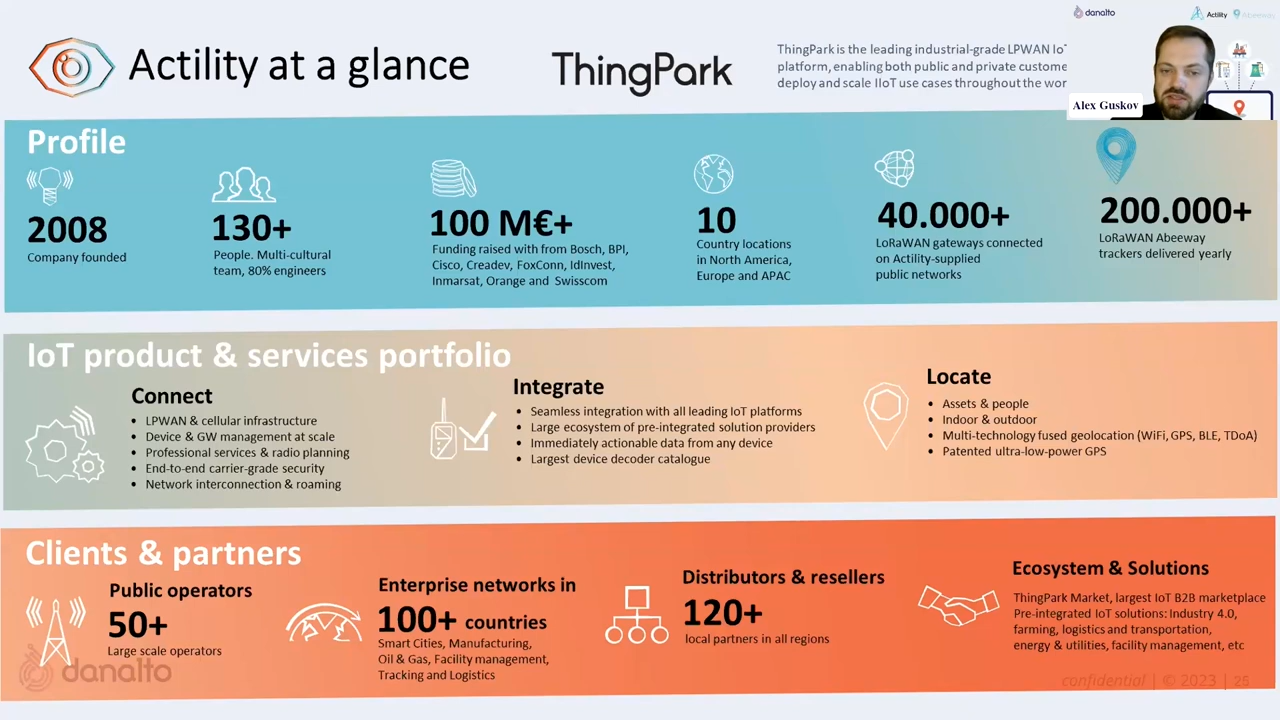 danalto
Actility
Abeeway
Actility at a glance
ThingPark
ThingPark is the leading industrial-grade LPWAN IoT
platform, enabling both public and private custome
deploy and scale IIoT use cases throughout the wor
Alex Guskov
Profile
2008
Company founded
130+
People. Multi-cultural
team, 80% engineers
100 M€+
Funding raised with from Bosch, BPI,
Cisco, Creadev, FoxConn, IdInvest,
Inmarsat, Orange and Swisscom
10
Country locations
in North America,
Europe and APAC
40.000+
LoRaWAN gateways connected
on Actility-supplied
public networks
200.000+
LoRaWAN Abeeway
trackers delivered yearly
IoT product & services portfolio
Connect
• LPWAN & cellular infrastructure
• Device & GW management at scale
• Professional services & radio planning
• End-to-end carrier-grade security
• Network interconnection & roaming
Integrate
• Seamless integration with all leading IoT platforms
• Large ecosystem of pre-integrated solution providers
• Immediately actionable data from any device
• Largest device decoder catalogue
Locate
• Assets & people
• Indoor & outdoor
• Multi-technology fused geolocation (WiFi, GPS, BLE, TDoA)
• Patented ultra-low-power GPS
Clients & partners
Public operators
50+
Large scale operators
Enterprise networks in
100+ countries
Smart Cities, Manufacturing,
Oil & Gas, Facility management,
Tracking and Logistics
Distributors & resellers
120+
local partners in all regions
Ecosystem & Solutions
ThingPark Market, largest IoT B2B marketplace
Pre-integrated IoT solutions: Industry 4.0,
farming, logistics and transportation,
energy & utilities, facility management, etc
danalto
confidential | © 2023 | 25